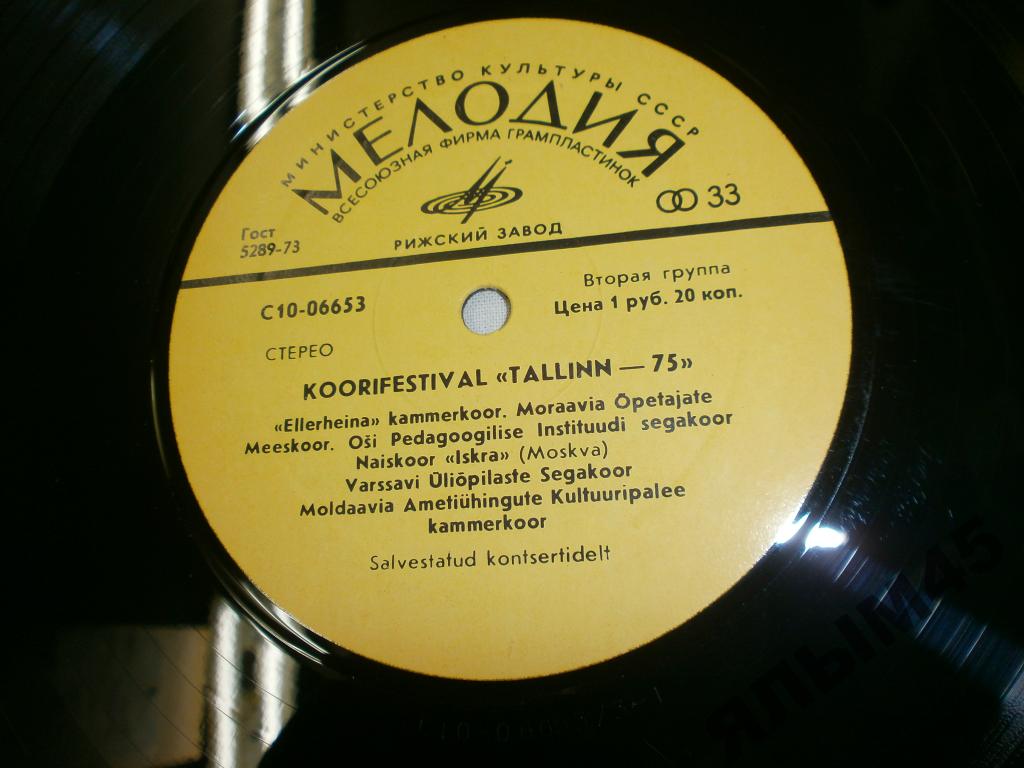 МИНИСТЕРСТВО КУЛЬТУРЫ СССР
МЕЛОДИЯ
ВСЕСОЮЗНАЯ ФИРМА ГРАМПЛАСТИНОК
33
РИЖСКИЙ ЗАВОД
Гост
5289-73
Вторая группа
Цена 1 руб. 20 коп.
С10-06653
СТЕРЕО
KOORIFESTIVAL «TALLINN — 75»
«Ellerheina» kammerkoor. Moraavia Õpetajate
Meeskoor. Oši Pedagoogilise Instituudi segakoor
Naiskoor «Iskra» (Moskva)
Varssavi Üliõpilaste Segakoor
Moldaavia Ametiühingute Kultuuripalee
kammerkoor
Salvestatud kontsertidelt
ЯЛЫМ45